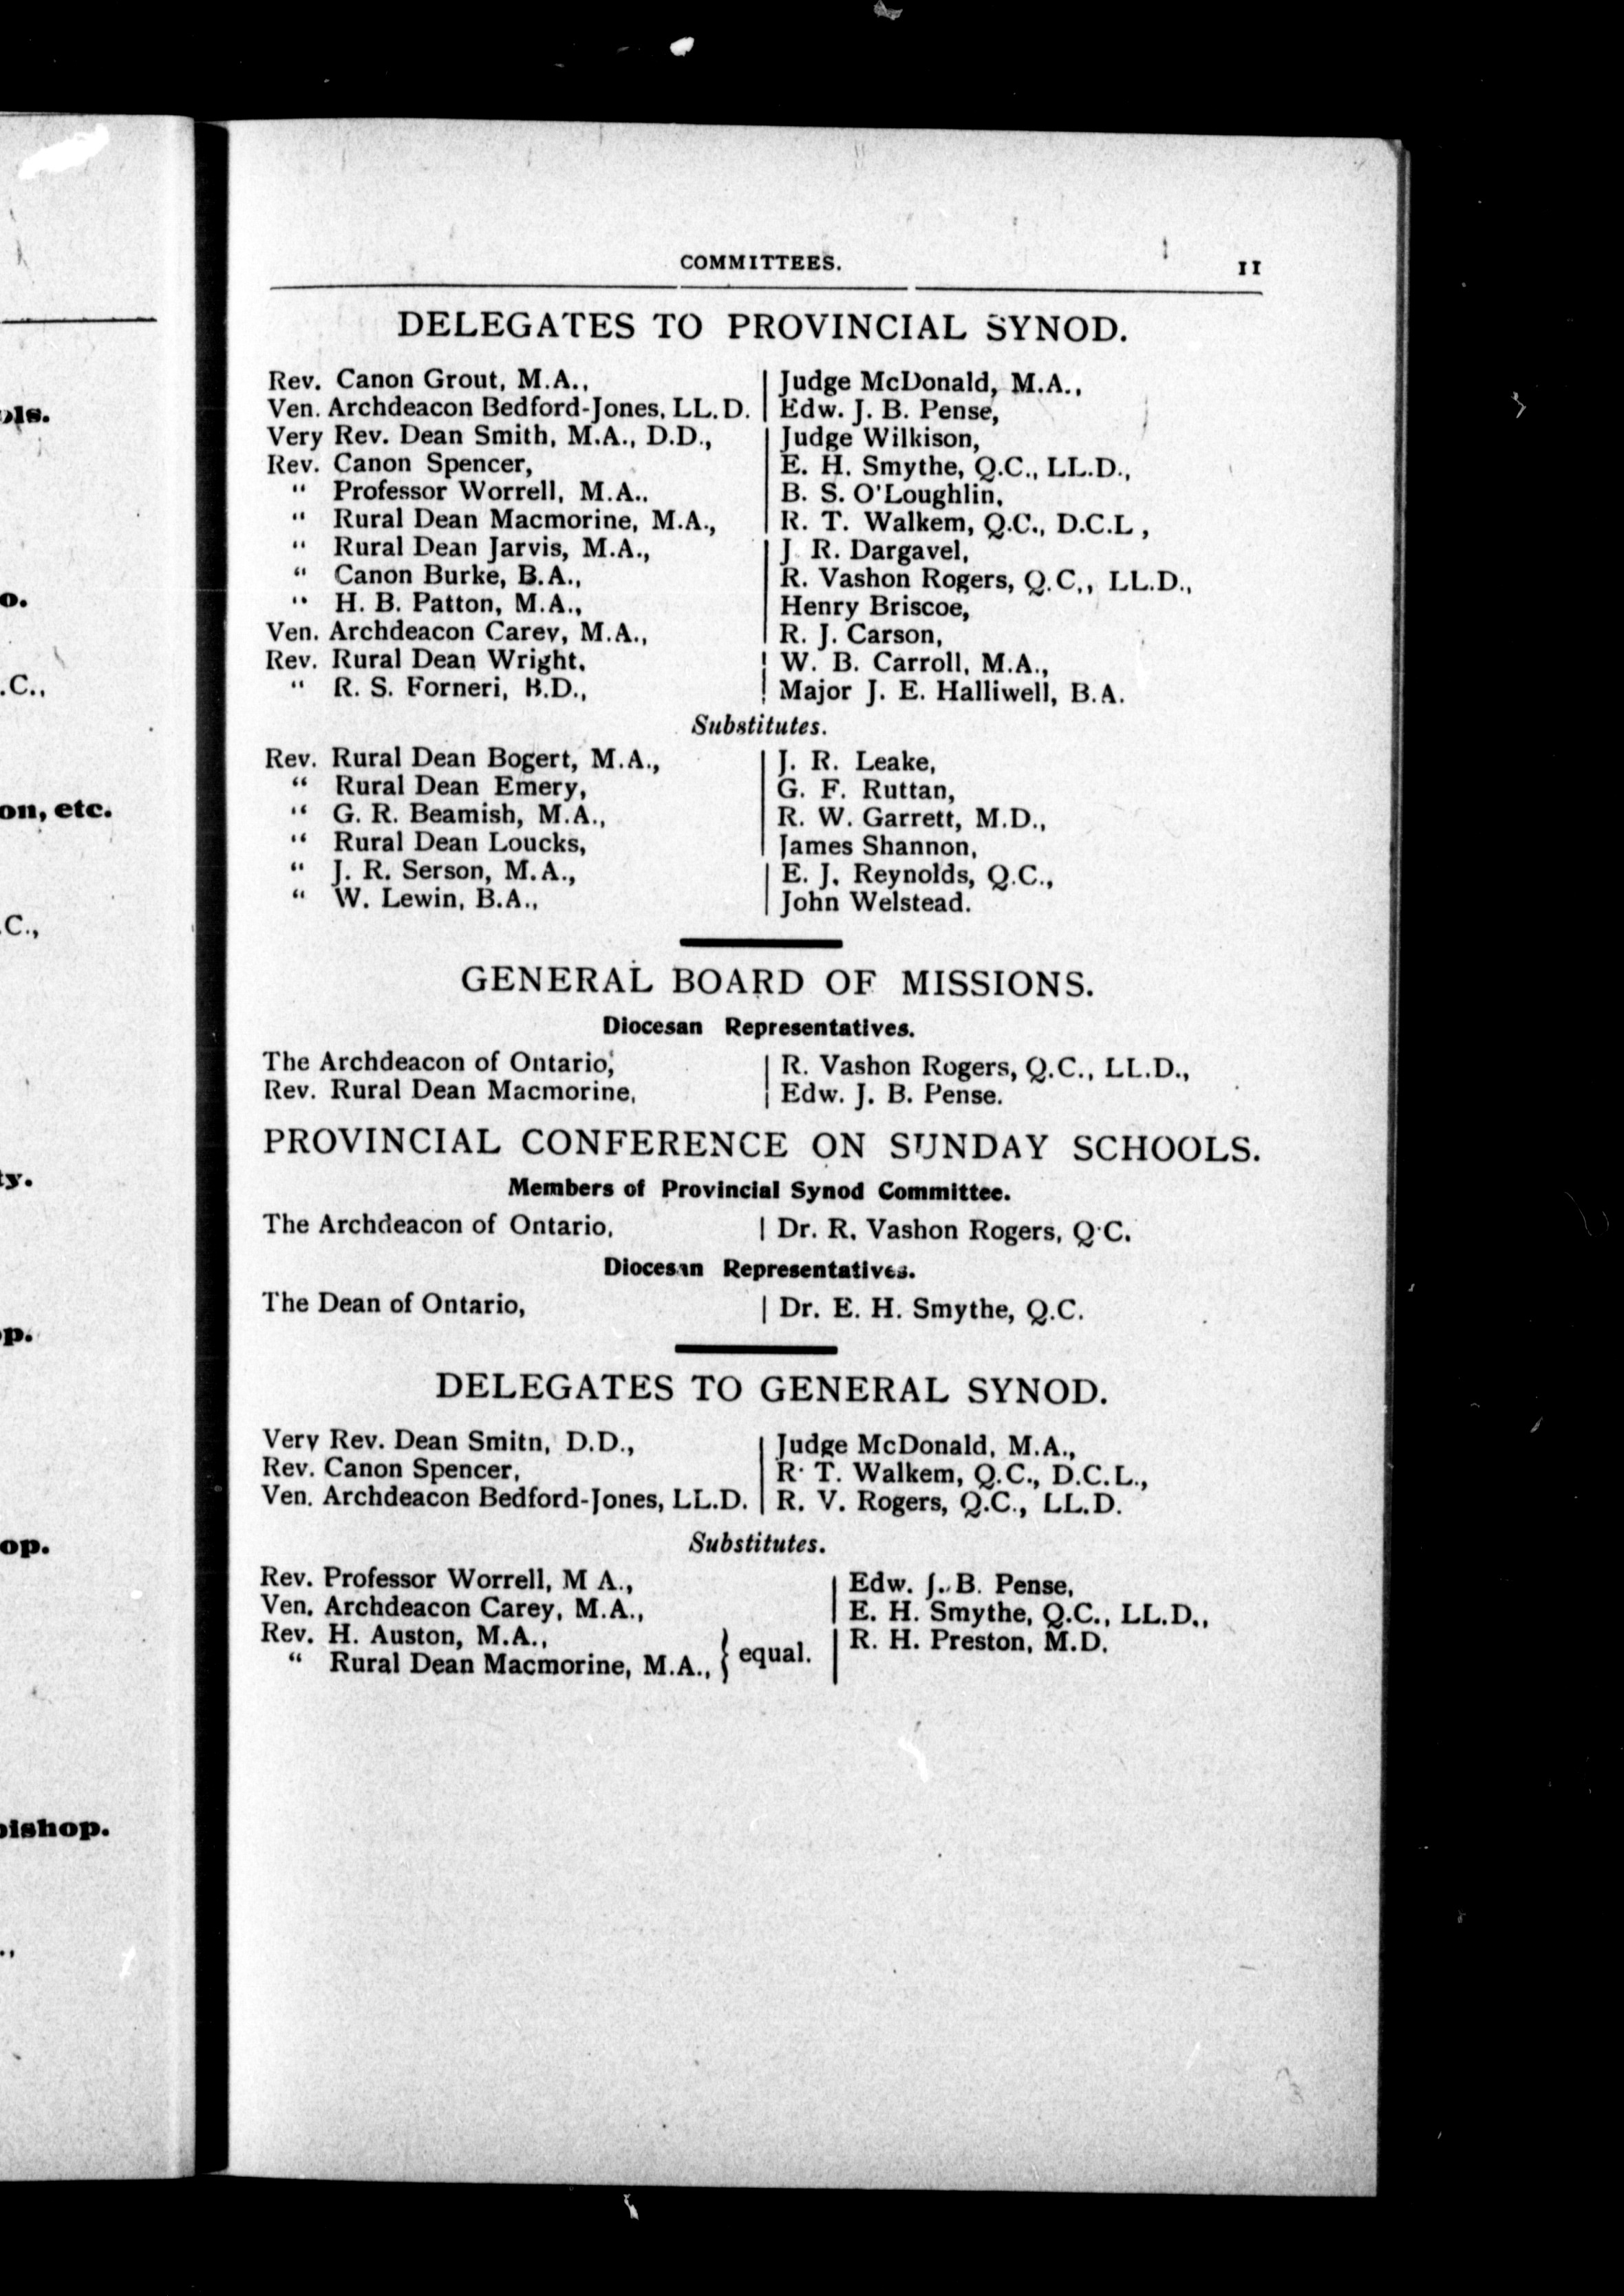 COMMITTEES. 11
DELEGATES TO PROVINCIAL SYNOD.
Rev. Canon Grout, M.A.,
Ven. Archdeacon Bedford-Jones, LL.D.
Very Rev. Dean Smith, M.A., D.D.,
Rev. Canon Spencer,
“ Professor Worrell, M.A..
“ Rural Dean Macmorine, M.A.,
“ Rural Dean Jarvis, M.A.,
“ Canon Burke, B.A.,
“ H. B. Patton, M.A.,
Ven. Archdeacon Carey, M.A.,
Rev. Rural Dean Wright,
“ R. S. Forneri, B.D.,
Judge McDonald, M.A.,
Edw. J. B. Pense,
Judge Wilkison,
E. H. Smythe, Q.C., LL.D.,
B. S. O'Loughlin,
R. T. Walkem, Q.C., D.C.L ,
J R. Dargavel,
R. Vashon Rogers, Q.C., LL.D.,
Henry Briscoe,
R. J. Carson,
W. B. Carroll, M.A.,
Major J. E. Halliwell, B.A.
Substitutes.
Rev. Rural Dean Bogert, M.A.,
“ Rural Dean Emery,
“ G. R. Beamish, M.A.,
“ Rural Dean Loucks,
“ J. R. Serson, M.A.,
“ W. Lewin, B.A.,
J. R. Leake,
G. F. Ruttan,
R. W. Garrett, M.D.,
James Shannon,
E. J. Reynolds, Q.C.,
John Welstead.
GENERAL BOARD OF MISSIONS.
Diocesan Representatives.
The Archdeacon of Ontario,
Rev. Rural Dean Macmorine,
R. Vashon Rogers, Q.C., LL.D.,
Edw. J. B. Pense.
PROVINCIAL CONFERENCE ON SUNDAY SCHOOLS.
Members of Provincial Synod Committee.
The Archdeacon of Ontario,
Dr. R. Vashon Rogers, Q.C.
Diocesan Representatives.
The Dean of Ontario,
Dr. E. H. Smythe, Q.C.
DELEGATES TO GENERAL SYNOD.
Very Rev. Dean Smitn, D.D.,
Rev. Canon Spencer,
Ven. Archdeacon Bedford-Jones, LL.D.
Judge McDonald, M.A.,
R. T. Walkem, Q.C., D.C.L.,
R. V. Rogers, Q.C., LL.D.
Substitutes.
Rev. Professor Worrell, M A.,
Ven. Archdeacon Carey, M.A.,
Rev. H. Auston, M.A.,
“ Rural Dean Macmorine, M.A., } equal.
Edw. J. B. Pense,
E. H. Smythe, Q.C., LL.D.,
R. H. Preston, M.D.